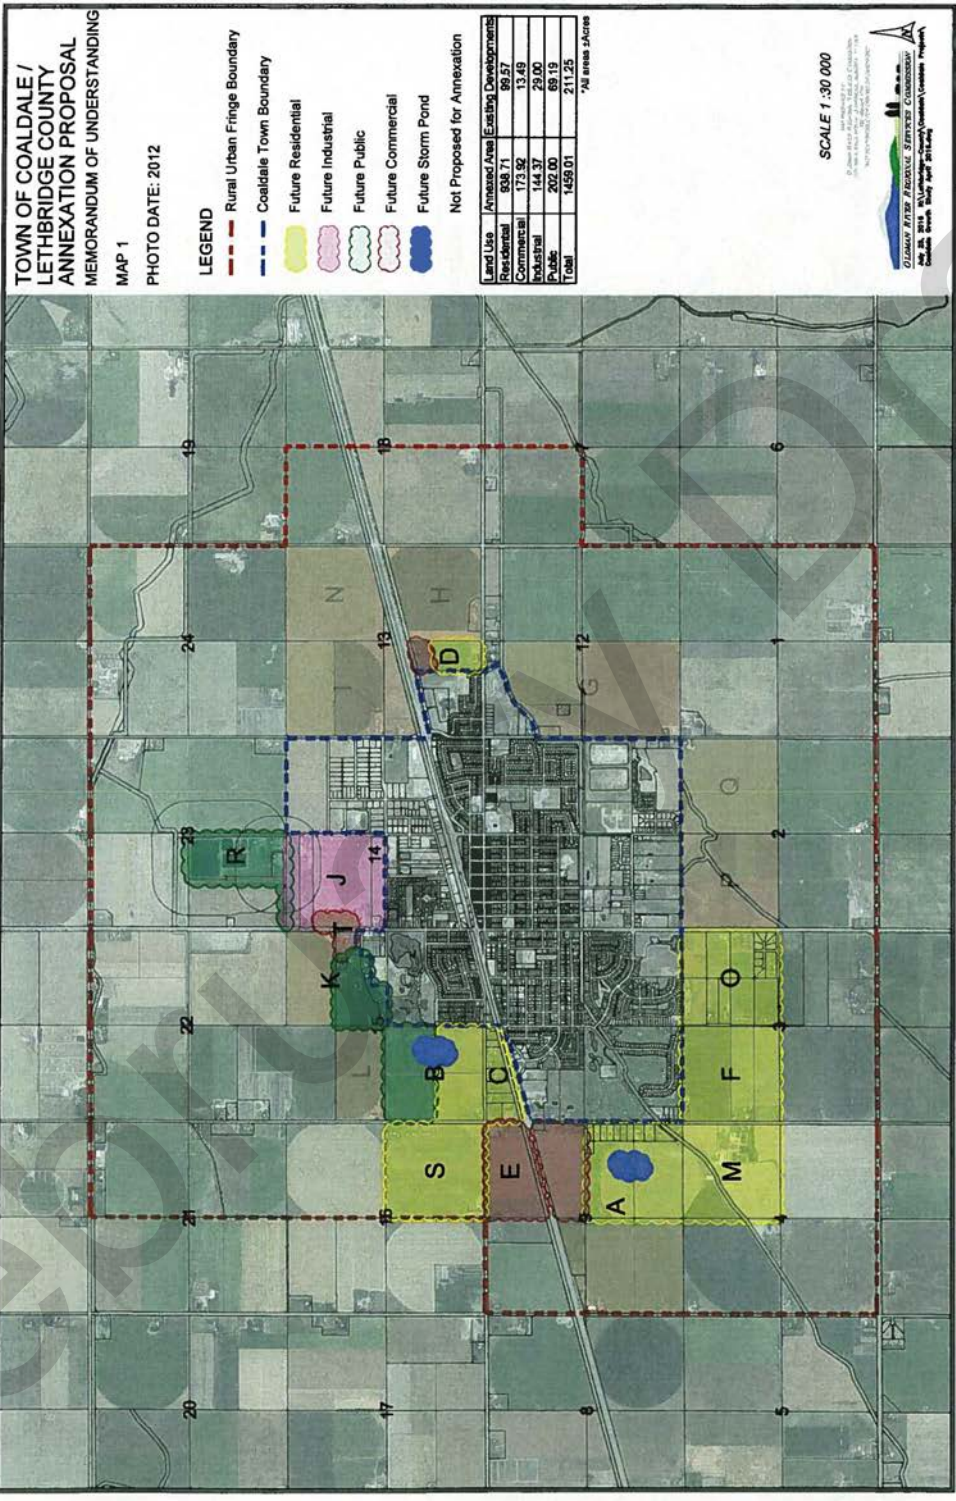 TOWN OF COALDALE /
LETHBRIDGE COUNTY
ANNEXATION PROPOSAL
MEMORANDUM OF UNDERSTANDING
MAP 1
PHOTO DATE: 2012
LEGEND
Rural Urban Fringe Boundary
Coaldale Town Boundary
Future Residential
Future Industrial
Future Public
Future Commercial
Future Storm Pond
Not Proposed for Annexation
Land Use Annexed Area Existing Developments
Residential 938.71 99.57
Commercial 173.92 13.49
Industrial 144.37 29.00
Public 202.00 69.19
Total 1459.01 211.25
*All areas ±Acres
SCALE 1 :30 000
OLDMAN RIVER REGIONAL SERVICES COMMISSION
20 21 22 23 24 19
R
L K T J I N
17 16 15 14 13 18
S B D H
E C
8 9 12 7
A G
M F O Q
5 4 3 2 1 6
February Dr